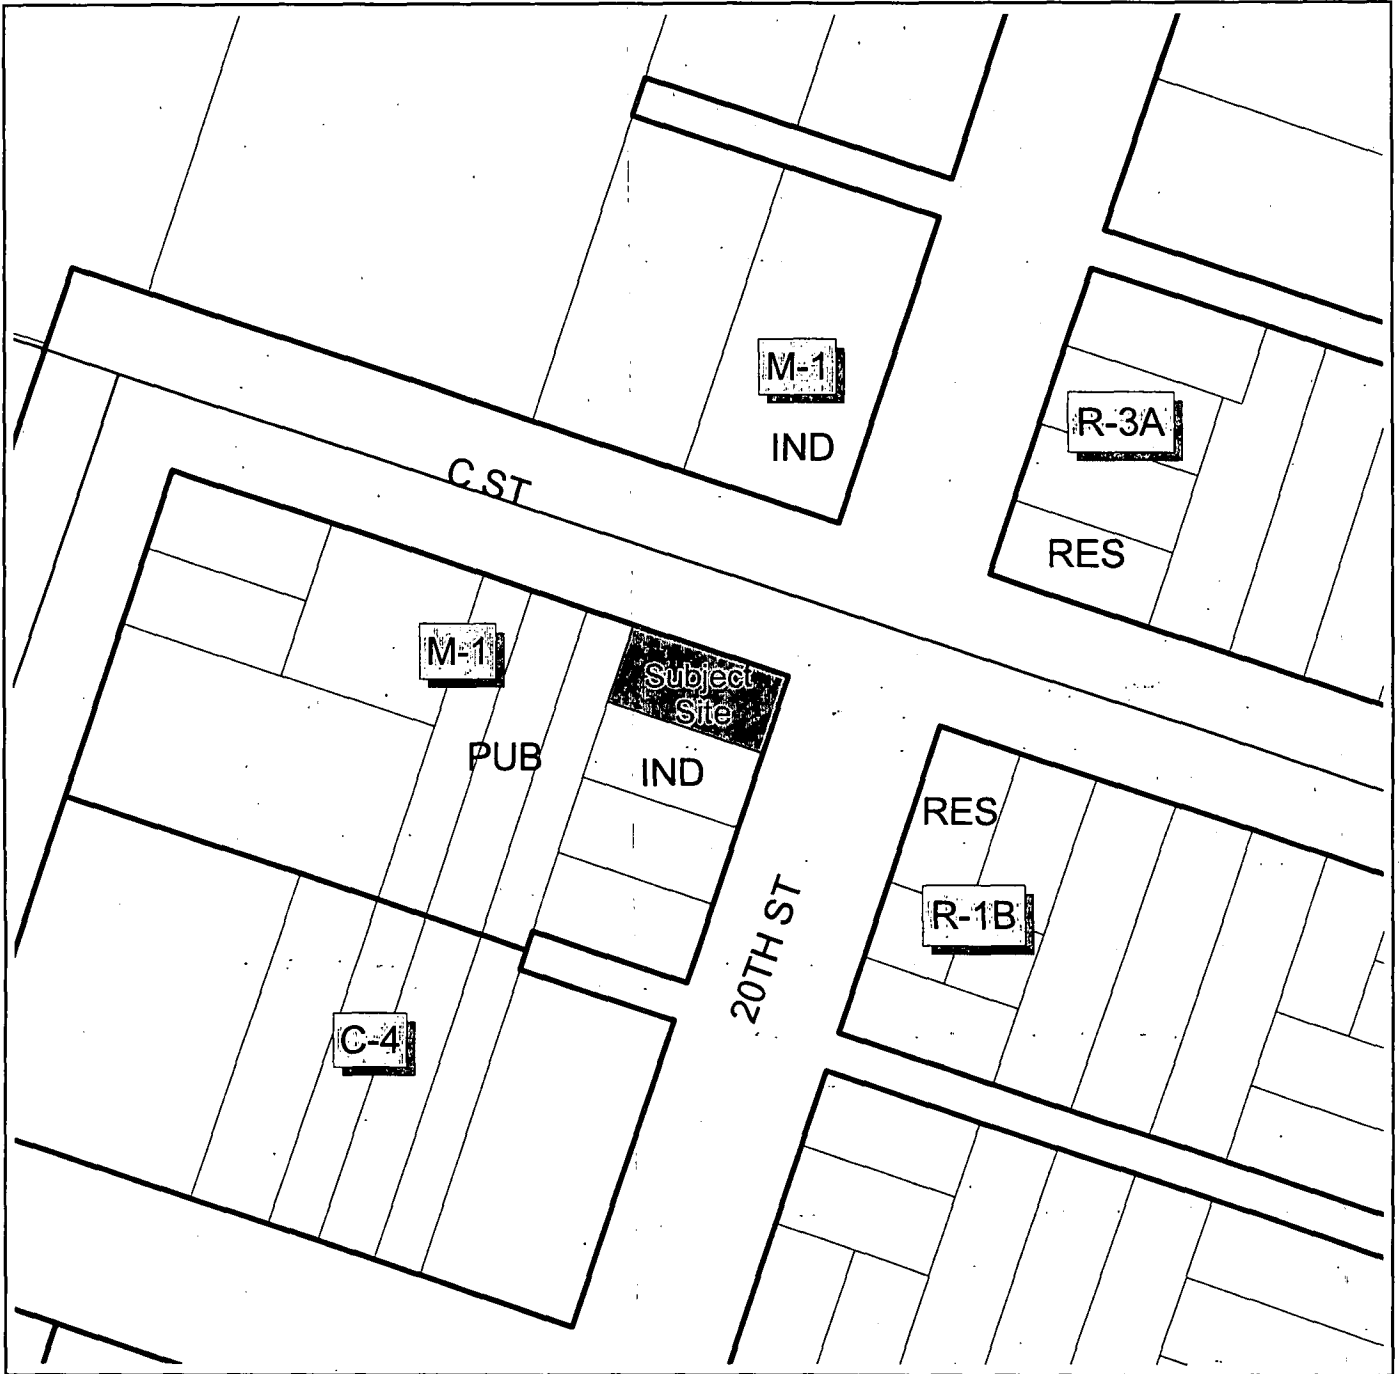 M-1
IND
R-3A
RES
C ST
M-1
Subject
Site
PUB
IND
RES
R-1B
20TH ST
C-4